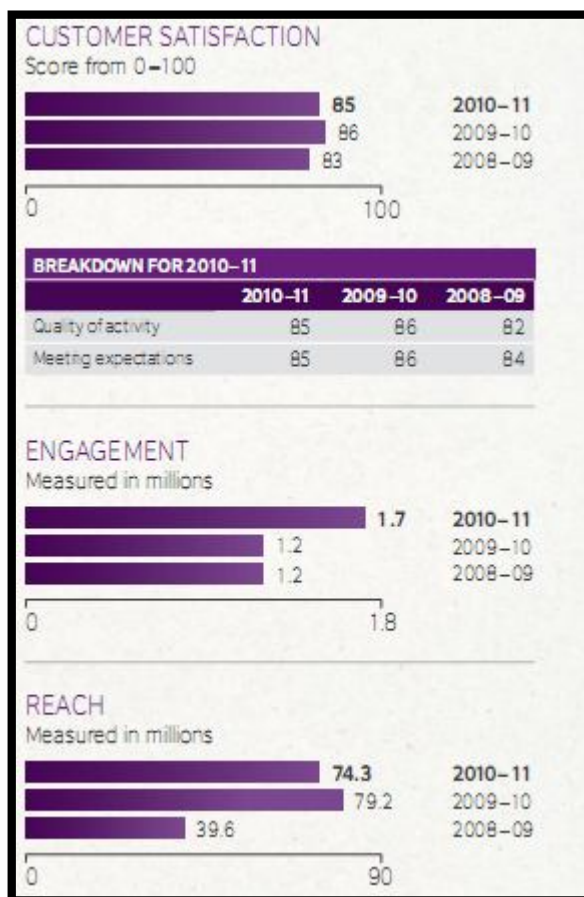 CUSTOMER SATISFACTION
Score from 0–100
85 2010–11
86 2009–10
83 2008–09
0 100
BREAKDOWN FOR 2010–11
2010–11 2009–10 2008–09
Quality of activity 85 86 82
Meeting expectations 85 86 84
ENGAGEMENT
Measured in millions
1.7 2010–11
1.2 2009–10
1.2 2008–09
0 1.8
REACH
Measured in millions
74.3 2010–11
79.2 2009–10
39.6 2008–09
0 90